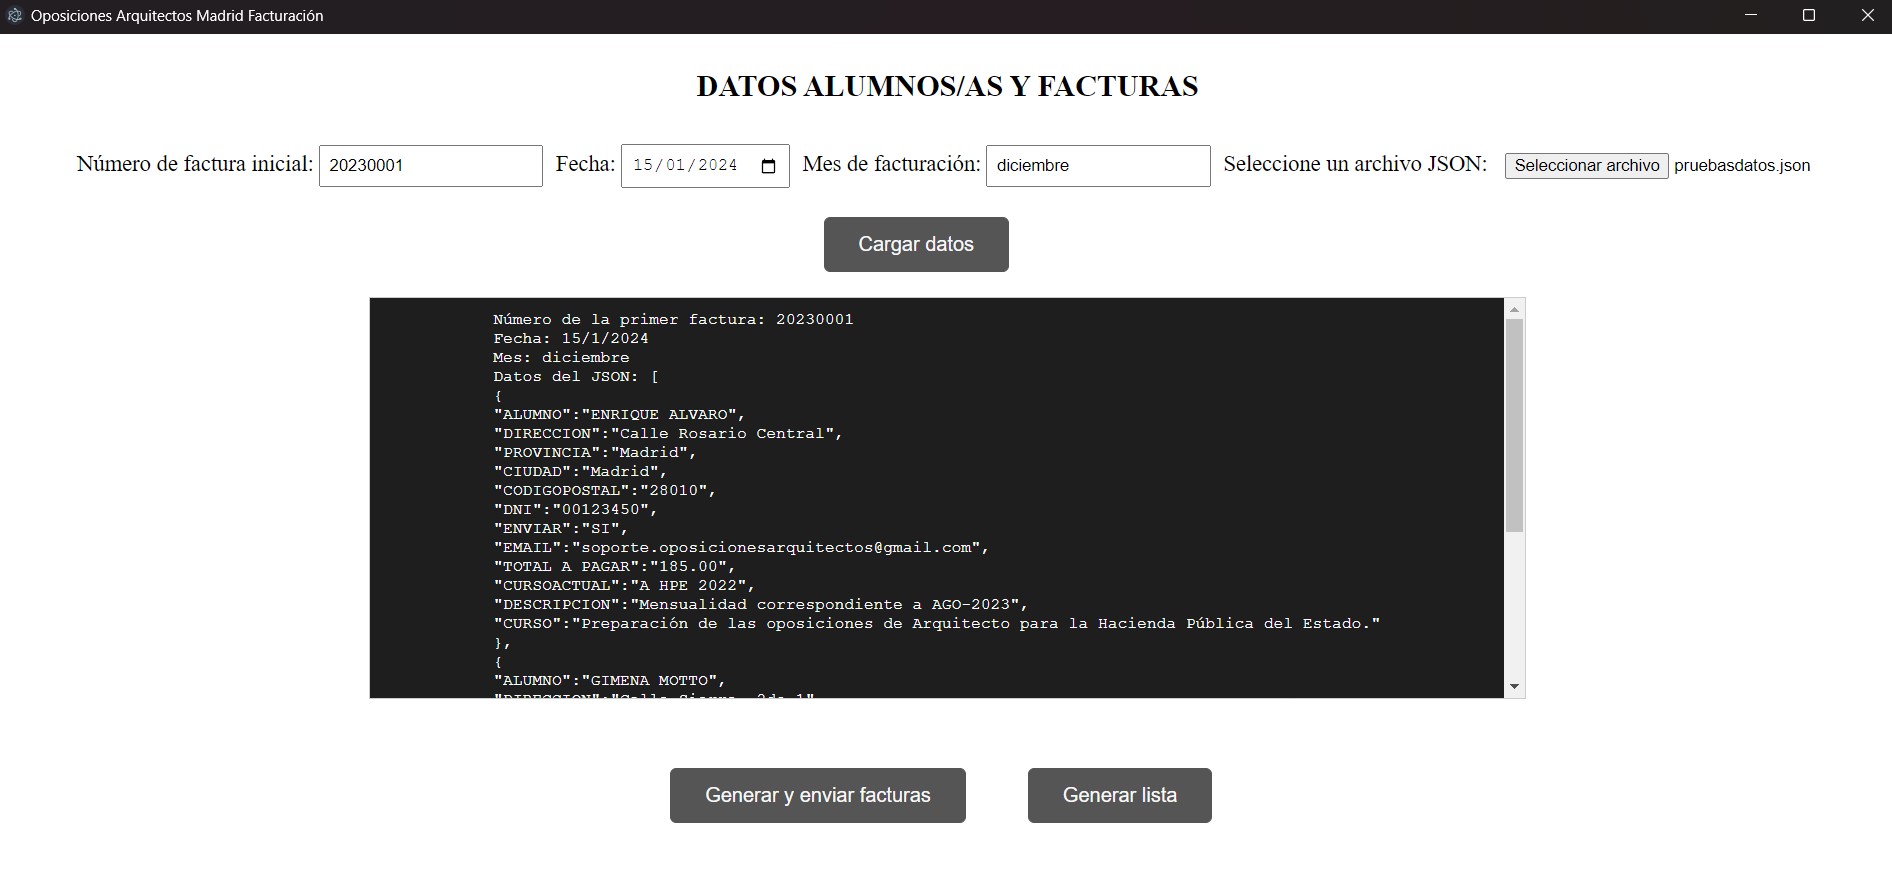 Oposiciones Arquitectos Madrid Facturación
DATOS ALUMNOS/AS Y FACTURAS
Número de factura inicial: 20230001 Fecha: 15/01/2024 Mes de facturación: diciembre Seleccione un archivo JSON: Seleccionar archivo pruebasdatos.json
Cargar datos
Número de la primer factura: 20230001
Fecha: 15/1/2024
Mes: diciembre
Datos del JSON: [
{
"ALUMNO":"ENRIQUE ALVARO",
"DIRECCION":"Calle Rosario Central",
"PROVINCIA":"Madrid",
"CIUDAD":"Madrid",
"CODIGOPOSTAL":"28010",
"DNI":"00123450",
"ENVIAR":"SI",
"EMAIL":"soporte.oposicionesarquitectos@gmail.com",
"TOTAL A PAGAR":"185.00",
"CURSOACTUAL":"A HPE 2022",
"DESCRIPCION":"Mensualidad correspondiente a AGO-2023",
"CURSO":"Preparación de las oposiciones de Arquitecto para la Hacienda Pública del Estado."
},
{
"ALUMNO":"GIMENA MOTTO",
"DIRECCION":"Calle
Generar y enviar facturas Generar lista